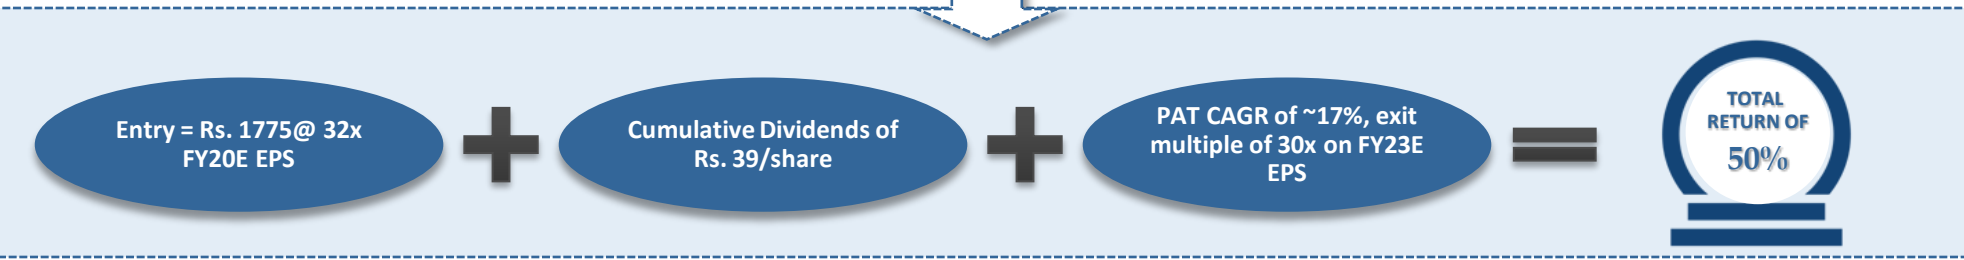 Entry = Rs. 1775@ 32x
FY20E EPS
Cumulative Dividends of
Rs. 39/share
PAT CAGR of ~17%, exit
multiple of 30x on FY23E
EPS
TOTAL
RETURN OF
50%